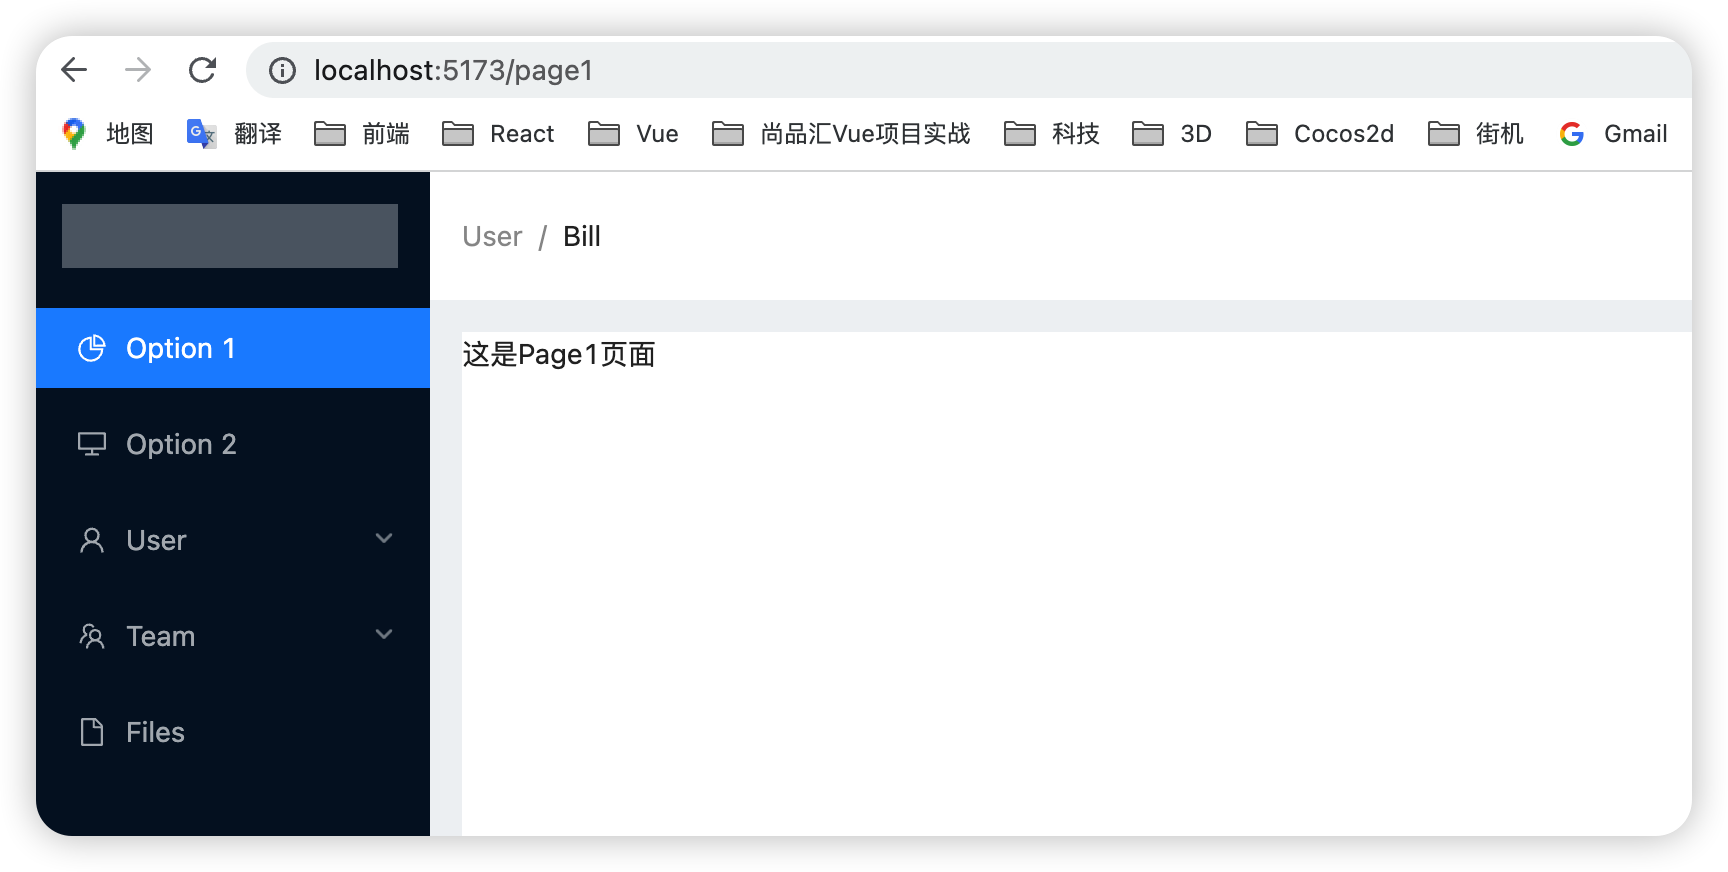 localhost:5173/page1
地图 翻译 前端 React Vue 尚品汇Vue项目实战 科技 3D Cocos2d 街机 Gmail
User / Bill
Option 1
这是Page1页面
Option 2
User
Team
Files